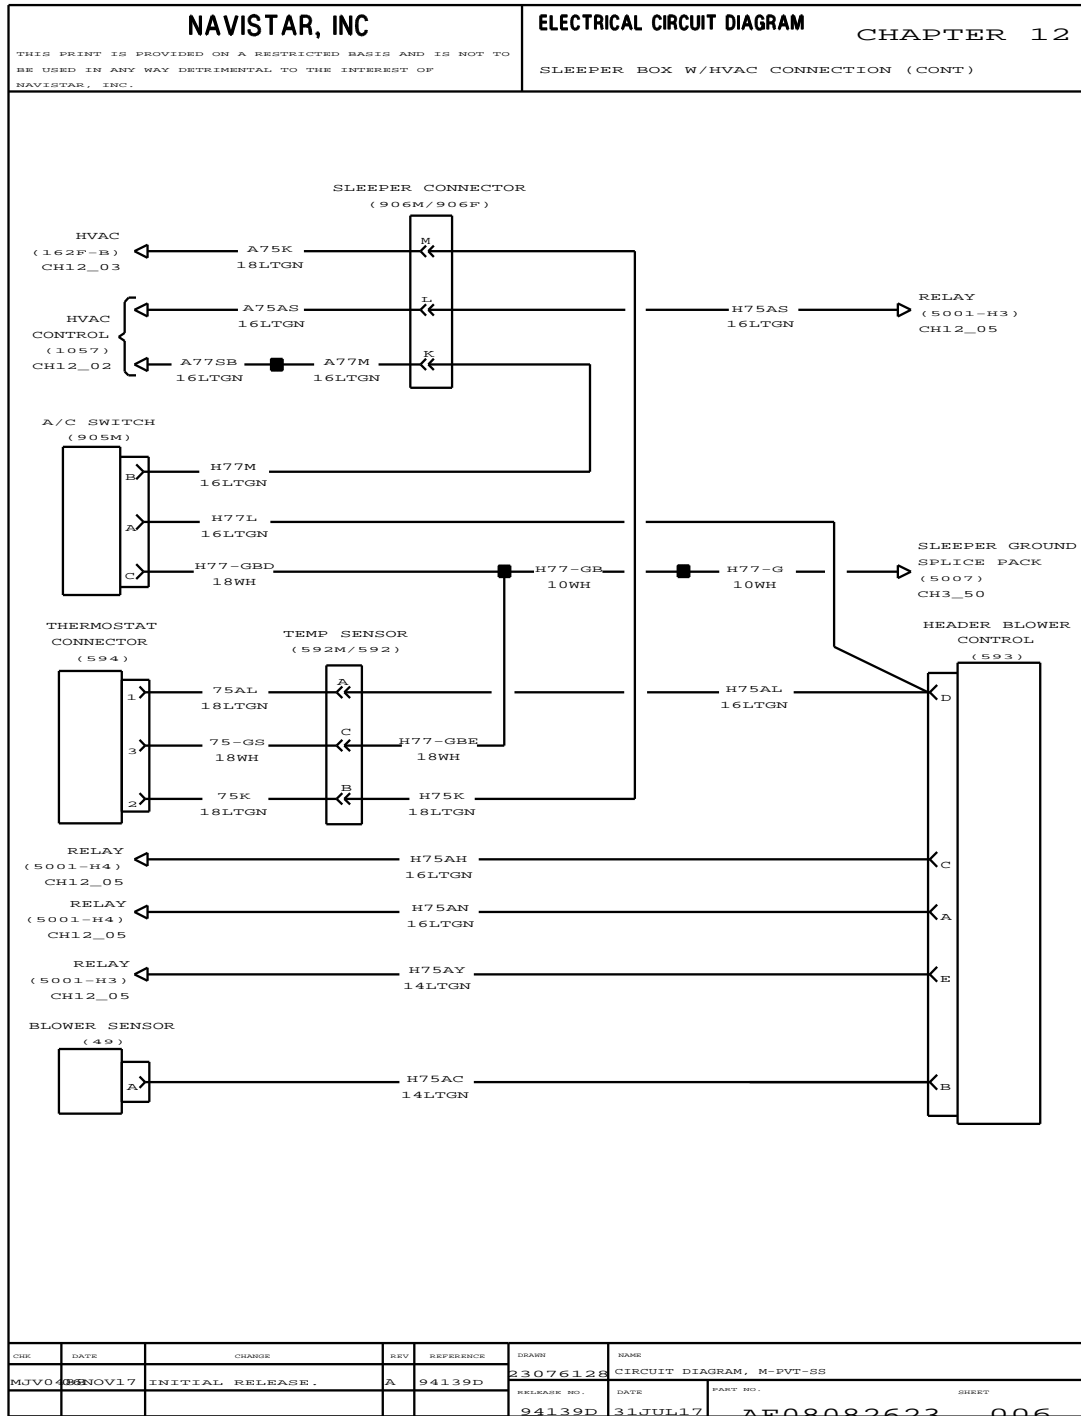 NAVISTAR, INC
THIS PRINT IS PROVIDED ON A RESTRICTED BASIS AND IS NOT TO
BE USED IN ANY WAY DETRIMENTAL TO THE INTEREST OF
NAVISTAR, INC.
ELECTRICAL CIRCUIT DIAGRAM
CHAPTER 12
SLEEPER BOX W/HVAC CONNECTION (CONT)
SLEEPER CONNECTOR
(906M/906F)
HVAC
(162F-B)
CH12_03
A75K
18LTGN
M
HVAC
CONTROL
(1057)
CH12_02
A75AS
16LTGN
L
H75AS
16LTGN
RELAY
(5001-H3)
CH12_05
A77SB
16LTGN
A77M
16LTGN
K
A/C SWITCH
(905M)
B
H77M
16LTGN
A
H77L
16LTGN
C
H77-GBD
18WH
H77-GB
10WH
H77-G
10WH
SLEEPER GROUND
SPLICE PACK
(5007)
CH3_50
THERMOSTAT
CONNECTOR
(594)
TEMP SENSOR
(592M/592)
HEADER BLOWER
CONTROL
(593)
1
75AL
18LTGN
A
H75AL
16LTGN
D
3
75-GS
18WH
C
H77-GBE
18WH
2
75K
18LTGN
B
H75K
18LTGN
RELAY
(5001-H4)
CH12_05
H75AH
16LTGN
C
RELAY
(5001-H4)
CH12_05
H75AN
16LTGN
A
RELAY
(5001-H3)
CH12_05
H75AY
14LTGN
E
BLOWER SENSOR
(49)
A
H75AC
14LTGN
B
CHK
DATE
CHANGE
REV
REFERENCE
DRAWN
NAME
INITIAL RELEASE.
A
94139D
23076128
CIRCUIT DIAGRAM, M-PVT-SS
RELEASE NO.
DATE
PART NO.
SHEET
94139D
31JUL17
AF08082623
006